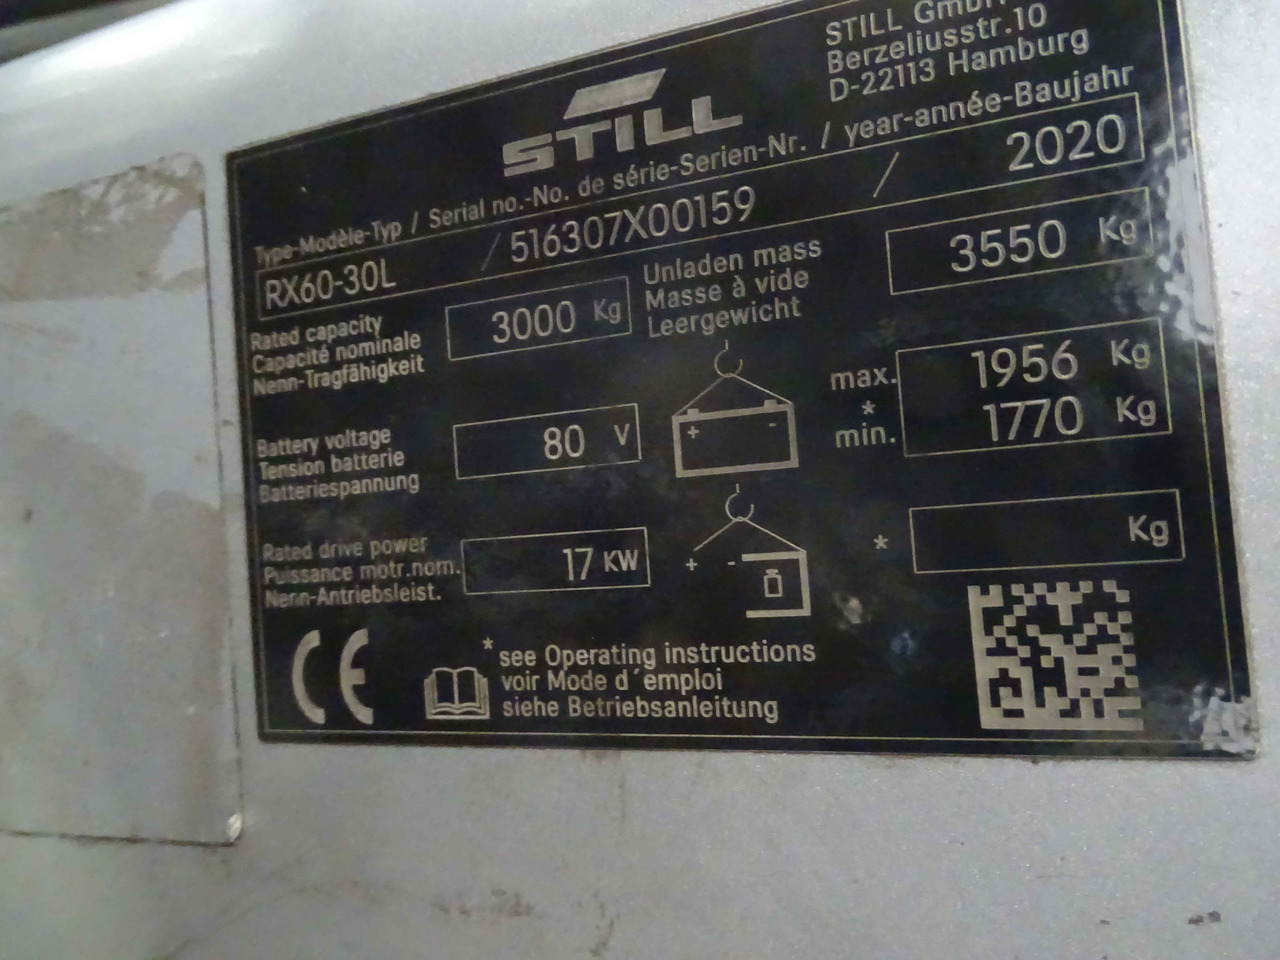 STILL GmbH
Berzeliusstr.10
D-22113 Hamburg
STILL
Type-Modèle-Typ / Serial no.-No. de série-Serien-Nr. / year-année-Baujahr
RX60-30L / 516307X00159 / 2020
Rated capacity
Capacité nominale
Nenn-Tragfähigkeit
3000 Kg
Unladen mass
Masse à vide
Leergewicht
3550 Kg
Battery voltage
Tension batterie
Batteriespannung
80 V
+ -
max.
*
min.
1956 Kg
1770 Kg
Rated drive power
Puissance motr.nom.
Nenn-Antriebsleist.
17 KW
+ -
* Kg
CE
* see Operating instructions
voir Mode d´emploi
siehe Betriebsanleitung